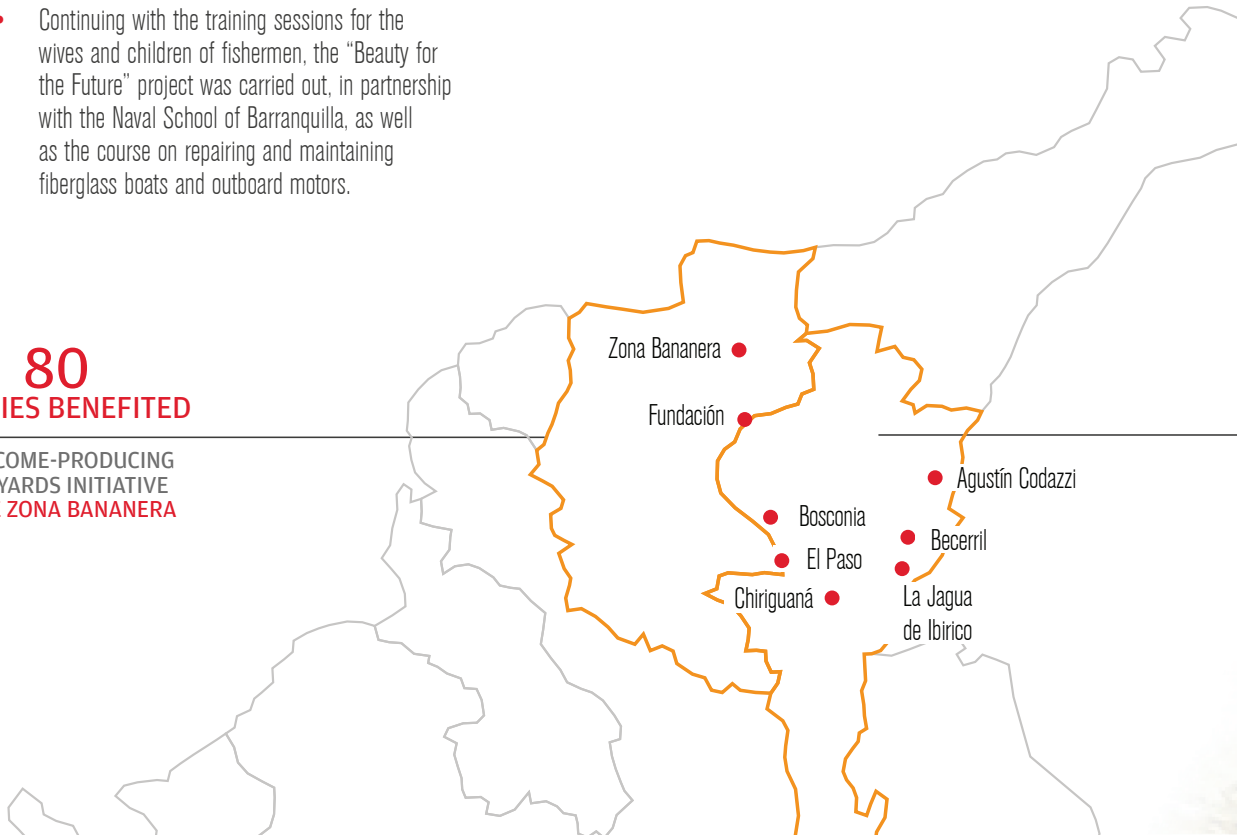 • Continuing with the training sessions for the
wives and children of fishermen, the “Beauty for
the Future” project was carried out, in partnership
with the Naval School of Barranquilla, as well
as the course on repairing and maintaining
fiberglass boats and outboard motors.
80
IES BENEFITED
COME-PRODUCING
YARDS INITIATIVE
ZONA BANANERA
Zona Bananera
Fundación
Agustín Codazzi
Bosconia
Becerril
El Paso
Chiriguaná
La Jagua
de Ibirico